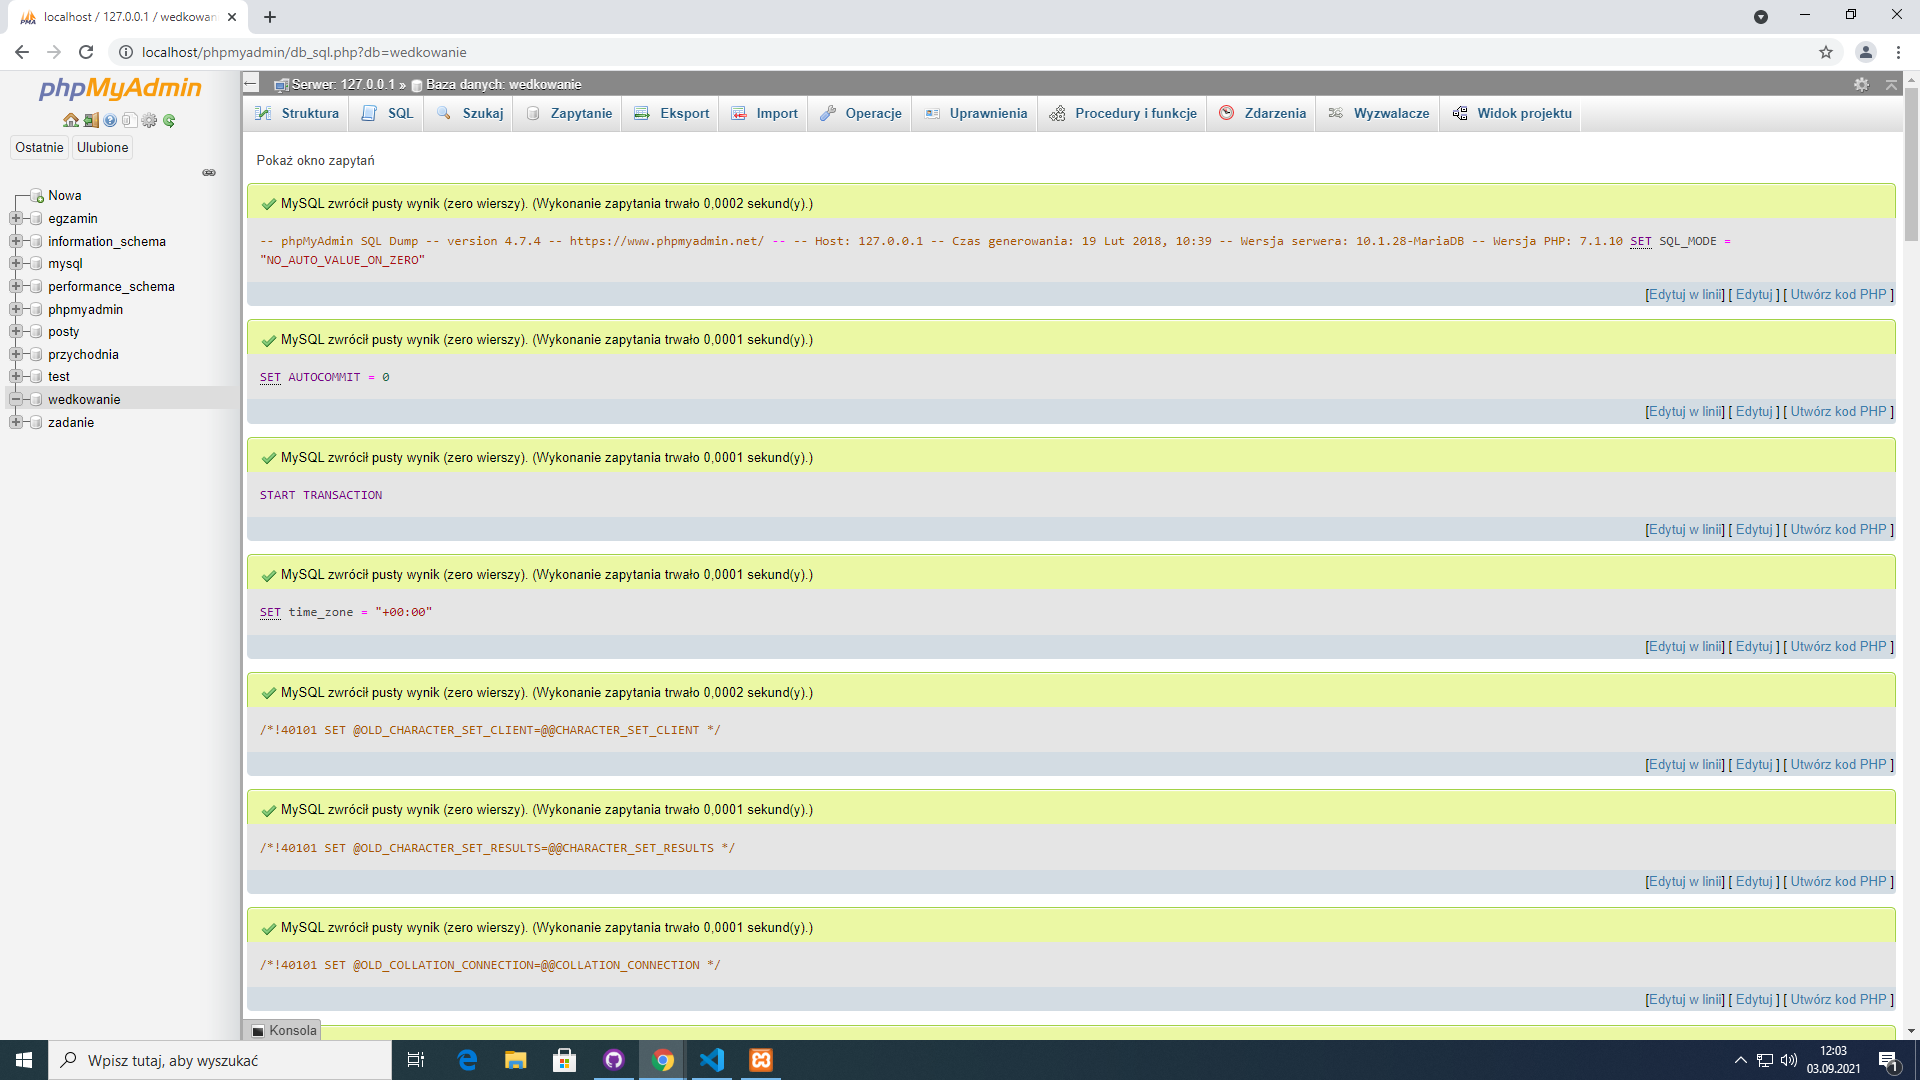 localhost / 127.0.0.1 / wedkowan
localhost/phpmyadmin/db_sql.php?db=wedkowanie
phpMyAdmin
Ostatnie
Ulubione
Nowa
egzamin
information_schema
mysql
performance_schema
phpmyadmin
posty
przychodnia
test
wedkowanie
zadanie
Serwer: 127.0.0.1 » Baza danych: wedkowanie
Struktura SQL Szukaj Zapytanie Eksport Import Operacje Uprawnienia Procedury i funkcje Zdarzenia Wyzwalacze Widok projektu
Pokaż okno zapytań
MySQL zwrócił pusty wynik (zero wierszy). (Wykonanie zapytania trwało 0,0002 sekund(y).)
-- phpMyAdmin SQL Dump -- version 4.7.4 -- https://www.phpmyadmin.net/ -- -- Host: 127.0.0.1 -- Czas generowania: 19 Lut 2018, 10:39 -- Wersja serwera: 10.1.28-MariaDB -- Wersja PHP: 7.1.10 SET SQL_MODE =
"NO_AUTO_VALUE_ON_ZERO"
[Edytuj w linii] [ Edytuj ] [ Utwórz kod PHP ]
MySQL zwrócił pusty wynik (zero wierszy). (Wykonanie zapytania trwało 0,0001 sekund(y).)
SET AUTOCOMMIT = 0
[Edytuj w linii] [ Edytuj ] [ Utwórz kod PHP ]
MySQL zwrócił pusty wynik (zero wierszy). (Wykonanie zapytania trwało 0,0001 sekund(y).)
START TRANSACTION
[Edytuj w linii] [ Edytuj ] [ Utwórz kod PHP ]
MySQL zwrócił pusty wynik (zero wierszy). (Wykonanie zapytania trwało 0,0001 sekund(y).)
SET time_zone = "+00:00"
[Edytuj w linii] [ Edytuj ] [ Utwórz kod PHP ]
MySQL zwrócił pusty wynik (zero wierszy). (Wykonanie zapytania trwało 0,0002 sekund(y).)
/*!40101 SET @OLD_CHARACTER_SET_CLIENT=@@CHARACTER_SET_CLIENT */
[Edytuj w linii] [ Edytuj ] [ Utwórz kod PHP ]
MySQL zwrócił pusty wynik (zero wierszy). (Wykonanie zapytania trwało 0,0001 sekund(y).)
/*!40101 SET @OLD_CHARACTER_SET_RESULTS=@@CHARACTER_SET_RESULTS */
[Edytuj w linii] [ Edytuj ] [ Utwórz kod PHP ]
MySQL zwrócił pusty wynik (zero wierszy). (Wykonanie zapytania trwało 0,0001 sekund(y).)
/*!40101 SET @OLD_COLLATION_CONNECTION=@@COLLATION_CONNECTION */
[Edytuj w linii] [ Edytuj ] [ Utwórz kod PHP ]
Konsola
Wpisz tutaj, aby wyszukać
12:03
03.09.2021
1